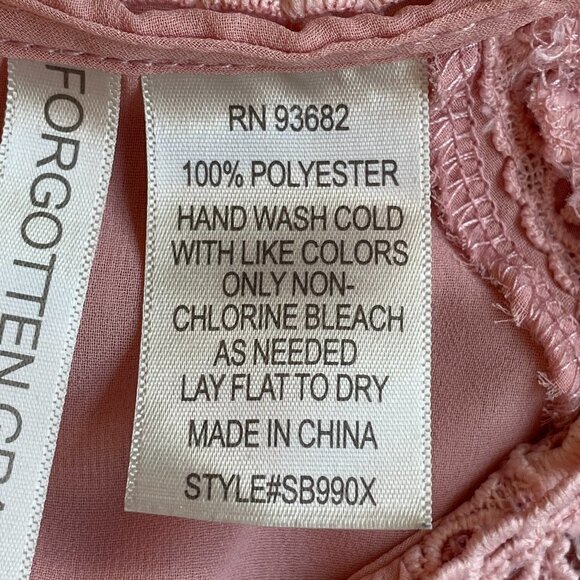 FORGOTTEN
RN 93682
100% POLYESTER
HAND WASH COLD
WITH LIKE COLORS
ONLY NON-
CHLORINE BLEACH
AS NEEDED
LAY FLAT TO DRY
MADE IN CHINA
STYLE#SB990X